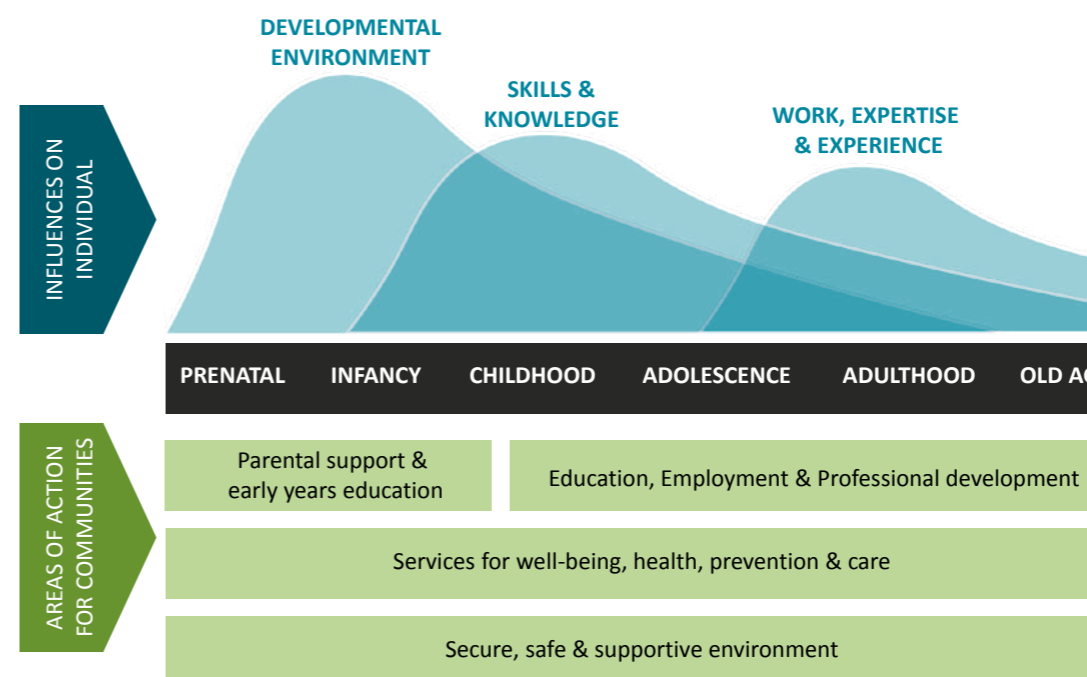 DEVELOPMENTAL
ENVIRONMENT
SKILLS &
KNOWLEDGE
WORK, EXPERTISE
& EXPERIENCE
INFLUENCES ON
INDIVIDUAL
PRENATAL INFANCY CHILDHOOD ADOLESCENCE ADULTHOOD OLD
AREAS OF ACTION
FOR COMMUNITIES
Parental support &
early years education
Education, Employment & Professional development
Services for well-being, health, prevention & care
Secure, safe & supportive environment